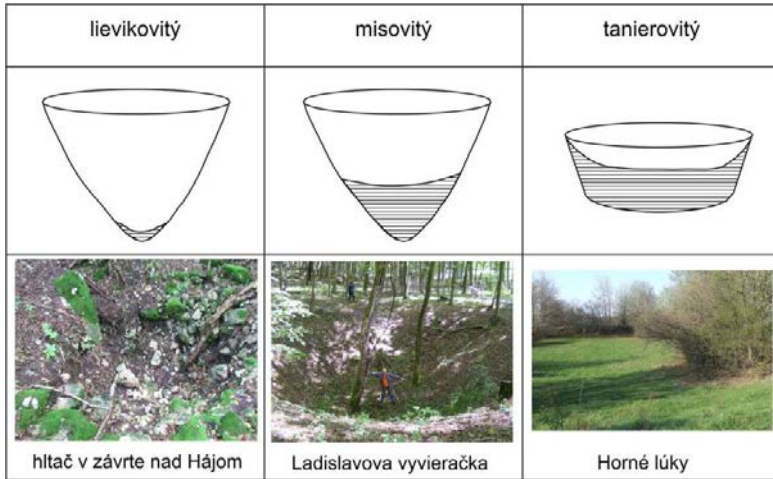 lievikovitý
misovitý
tanierovitý
hltač v závrte nad Hájom
Ladislavova vyvieračka
Horné lúky